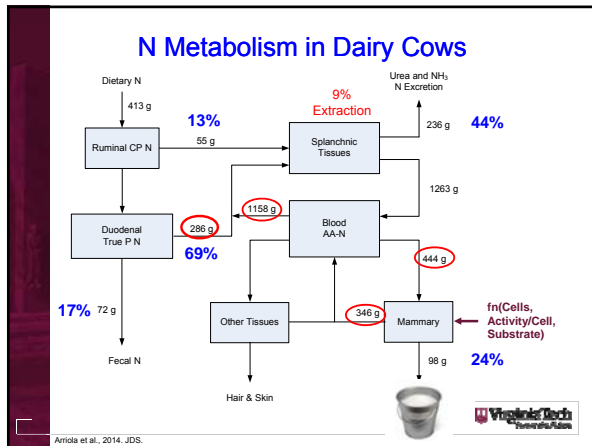 N Metabolism in Dairy Cows
Dietary N
413 g
Ruminal CP N
13%
55 g
9%
Extraction
Splanchnic
Tissues
Urea and NH₃
N Excretion
236 g
44%
1263 g
1158 g
Blood
AA-N
Duodenal
True P N
286 g
69%
444 g
17%
72 g
Fecal N
Other Tissues
346 g
Mammary
fn(Cells,
Activity/Cell,
Substrate)
98 g
24%
Hair & Skin
VirginiaTech
Arriola et al., 2014. JDS.